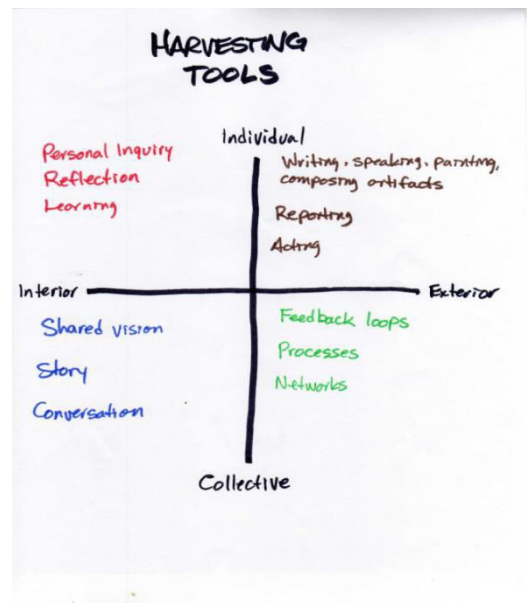 HARVESTING
TOOLS
Individual
Personal Inquiry
Reflection
Learning
Writing, speaking, painting,
composing artifacts
Reporting
Acting
Interior
Exterior
Shared vision
Story
Conversation
Feedback loops
Processes
Networks
Collective